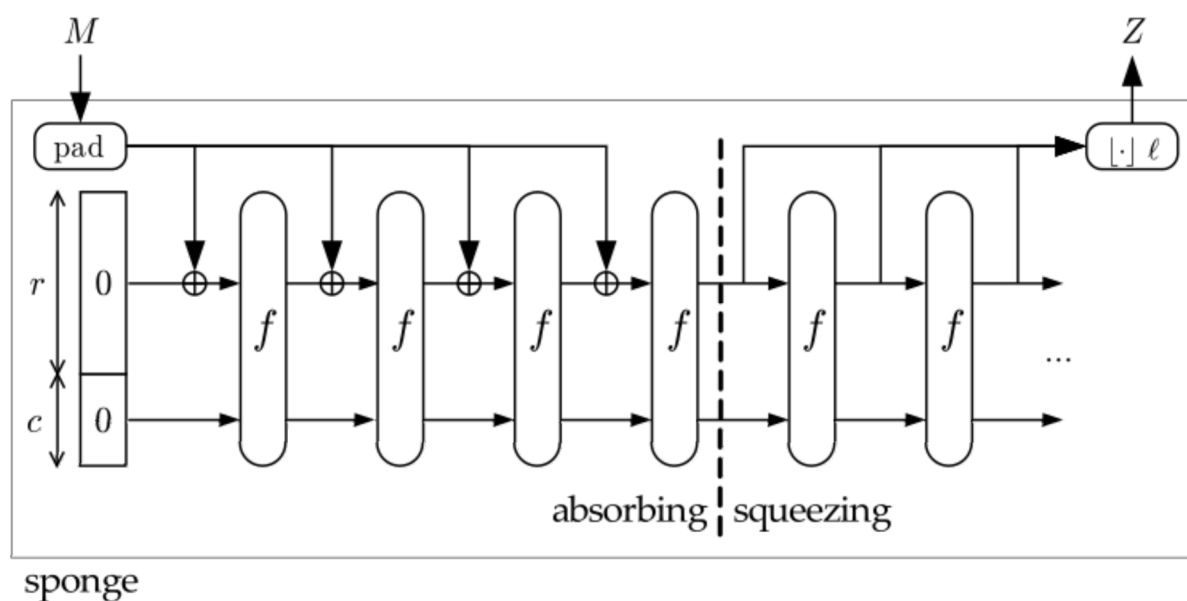 M Z
pad ⌊·⌋ ℓ
r 0 f f f f f f
...
c 0
absorbing squeezing
sponge